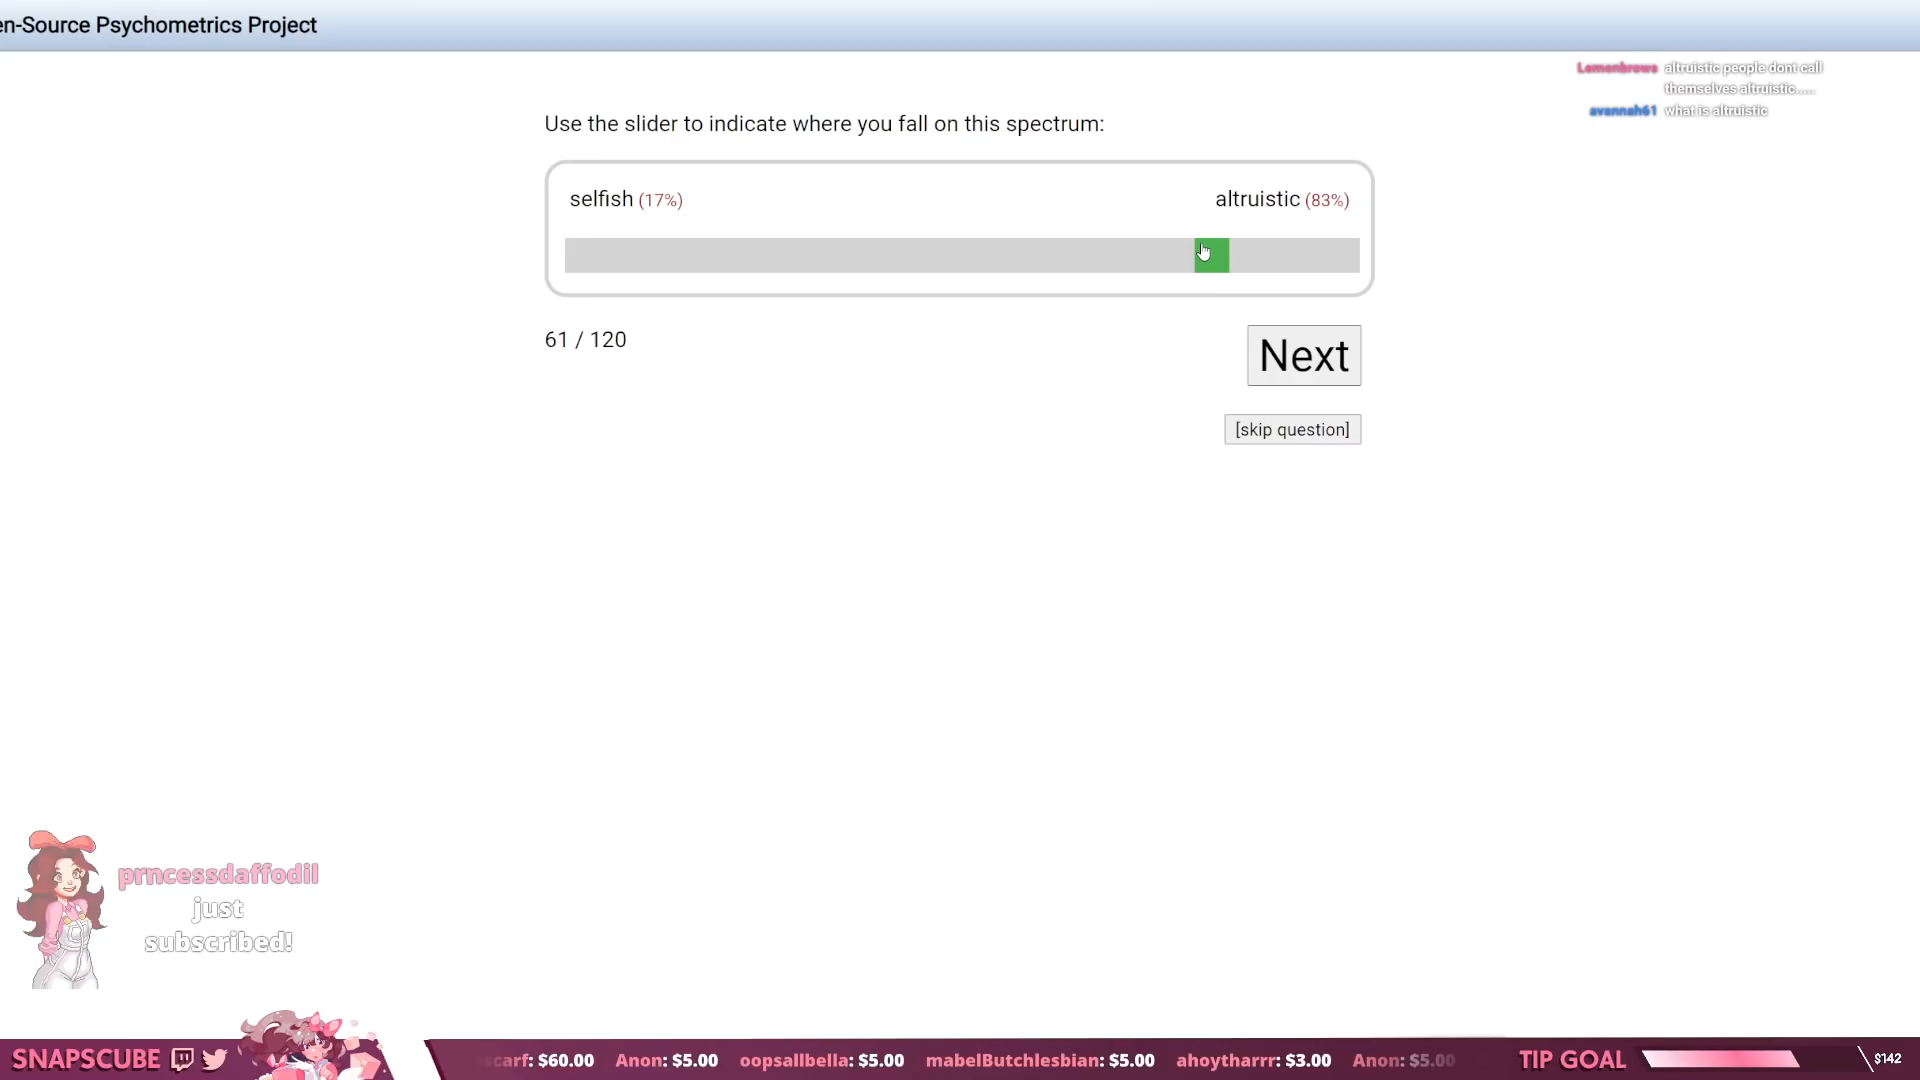 en-Source Psychometrics Project
Lemonbrows altruistic people dont call
themselves altruistic.....
avannah61 what is altruistic
Use the slider to indicate where you fall on this spectrum:
selfish (17%) altruistic (83%)
61 / 120
Next
[skip question]
prncessdaffodil
just
subscribed!
SNAPSCUBE
scarf: $60.00 Anon: $5.00 oopsallbella: $5.00 mabelButchlesbian: $5.00 ahoytharrr: $3.00 Anon: $5.00
TIP GOAL $142